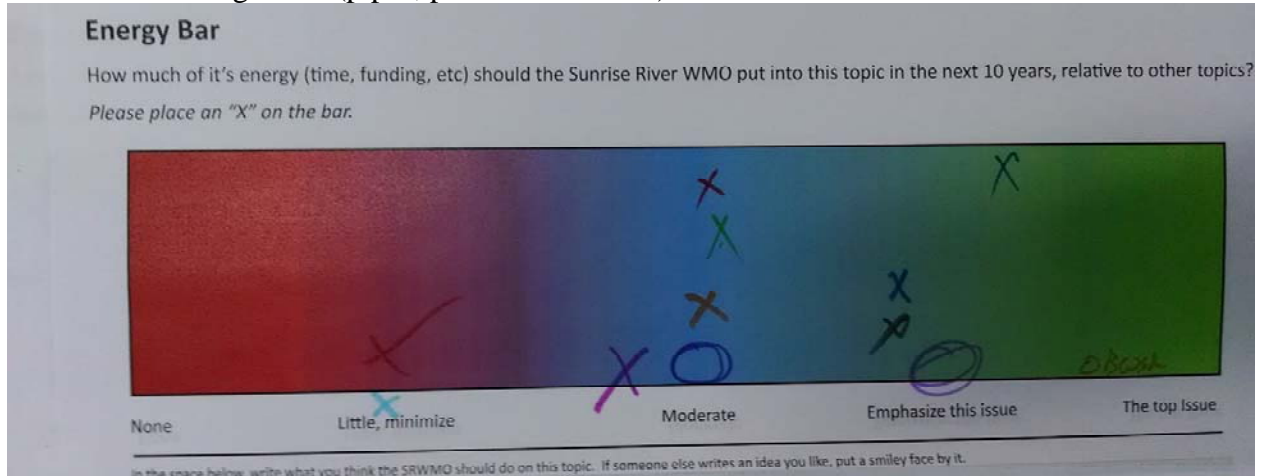 Energy Bar
How much of it's energy (time, funding, etc) should the Sunrise River WMO put into this topic in the next 10 years, relative to other topics?
Please place an "X" on the bar.
X
X
X
X
X
X
X
X
X
None
Little, minimize
Moderate
Emphasize this issue
The top Issue
In the space below, write what you think the SRWMO should do on this topic. If someone else writes an idea you like, put a smiley face by it.